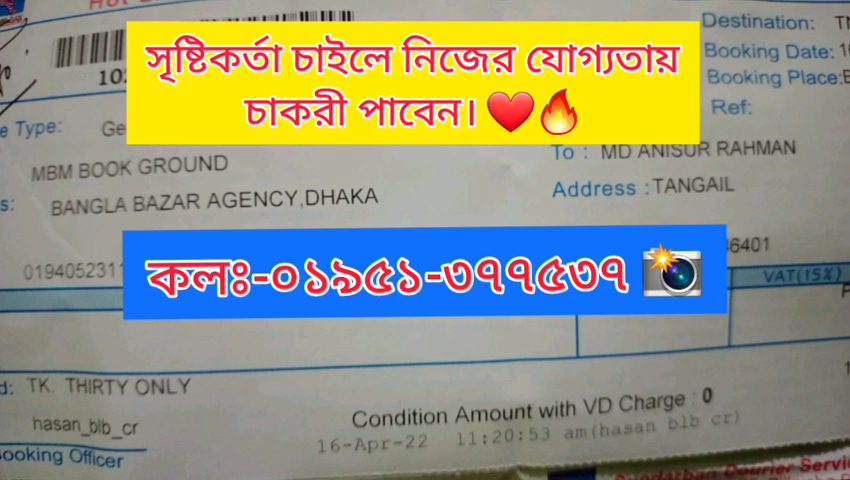 Destination:
সৃষ্টিকর্তা চাইলে নিজের যোগ্যতায়
চাকরী পাবেন। ❤️🔥
Booking Date:
Booking Place:
Ref:
Type:
To : MD ANISUR RAHMAN
MBM BOOK GROUND
Address : TANGAIL
BANGLA BAZAR AGENCY,DHAKA
কলঃ-০১৯৫১-৩৭৭৫৩৭ 📸
VAT(15%)
TK. THIRTY ONLY
Condition Amount with VD Charge : 0
hasan_blb_cr
16-Apr-22 11:20:53 am(hasan blb cr)
Booking Officer
Sundarban Courier